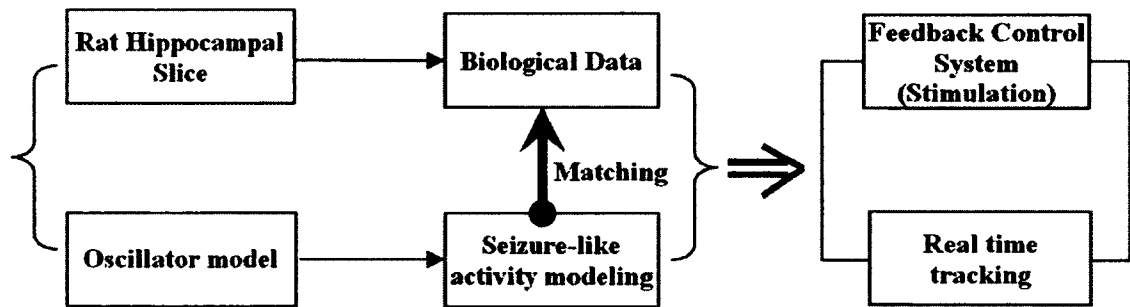 Rat Hippocampal
Slice
Biological Data
Feedback Control
System
(Stimulation)
Matching
Oscillator model
Seizure-like
activity modeling
Real time
tracking